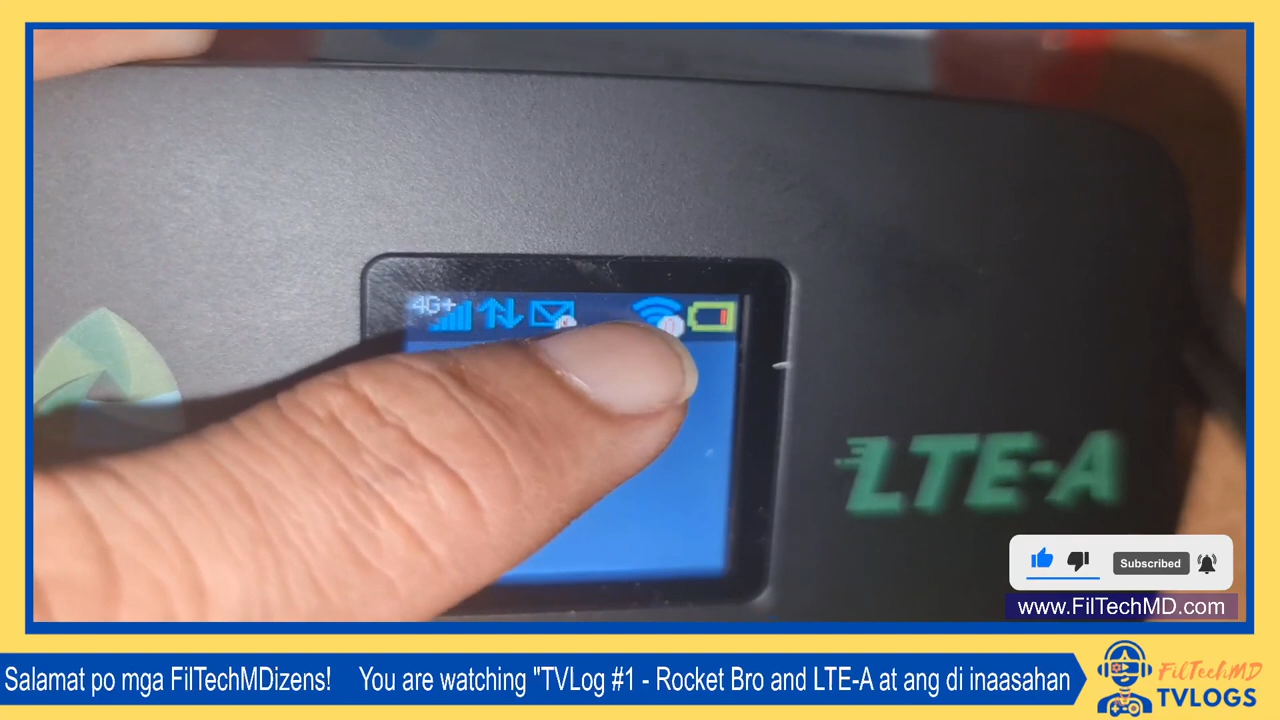 4G+
LTE-A
Subscribed
www.FilTechMD.com
Salamat po mga FilTechMDizens! You are watching "TVLog #1 - Rocket Bro and LTE-A at ang di inaasahan
FilTechMD
TVLOGS